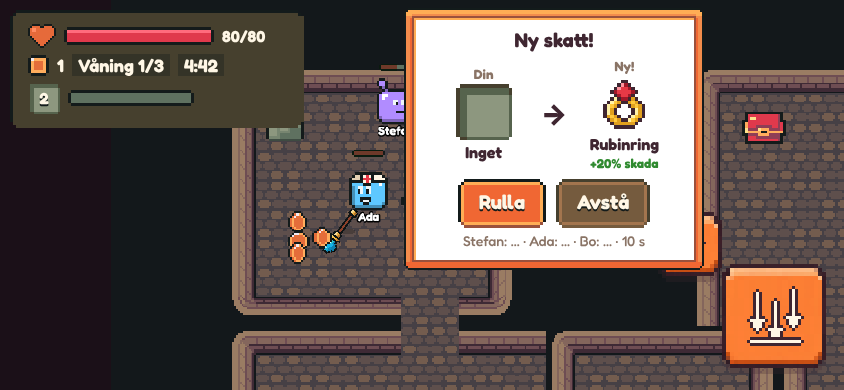 80/80
1 Våning 1/3 4:42
2
Ny skatt!
Din
Ny!
Inget
Rubinring
+20% skada
Rulla
Avstå
Stefan: ... · Ada: ... · Bo: ... · 10 s
Stef
Ada